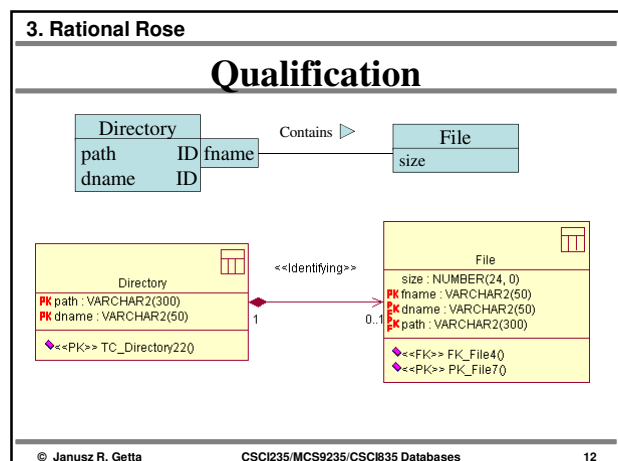 3. Rational Rose
Qualification
Directory
path ID fname
dname ID
Contains
File
size
Directory
PK path : VARCHAR2(300)
PK dname : VARCHAR2(50)
<<PK>> TC_Directory22()
<<Identifying>>
1
0..1
File
size : NUMBER(24, 0)
PK fname : VARCHAR2(50)
PF dname : VARCHAR2(50)
PF path : VARCHAR2(300)
<<FK>> FK_File4()
<<PK>> PK_File7()
© Janusz R. Getta CSCI235/MCS9235/CSCI835 Databases 12